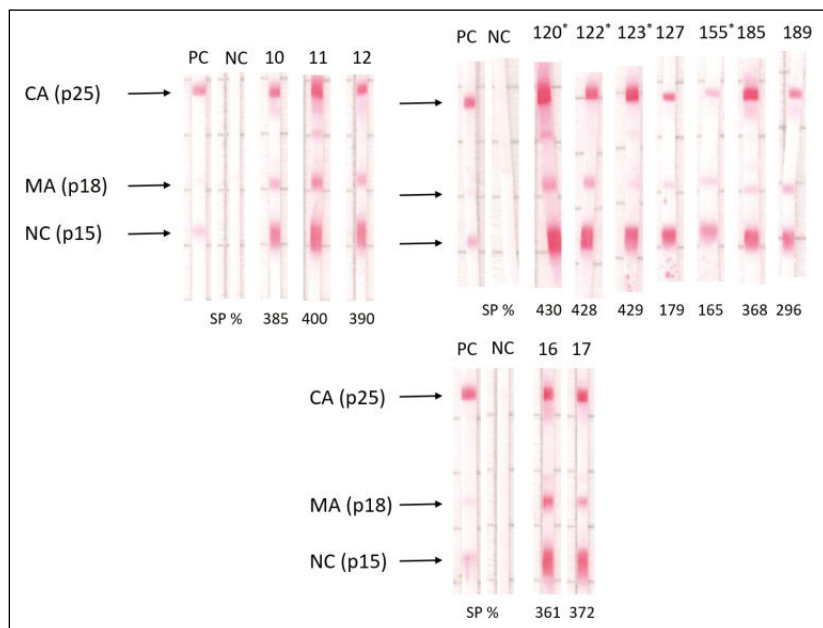 PC NC 10 11 12
CA (p25)
MA (p18)
NC (p15)
SP % 385 400 390
PC NC 120* 122* 123* 127 155* 185 189
SP % 430 428 429 179 165 368 296
PC NC 16 17
CA (p25)
MA (p18)
NC (p15)
SP % 361 372